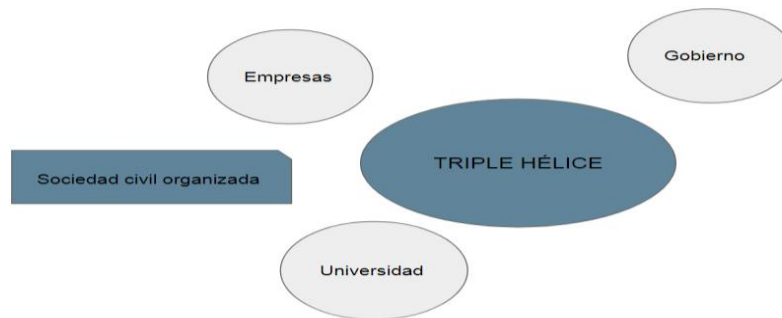 Gobierno
Empresas
TRIPLE HÉLICE
Sociedad civil organizada
Universidad